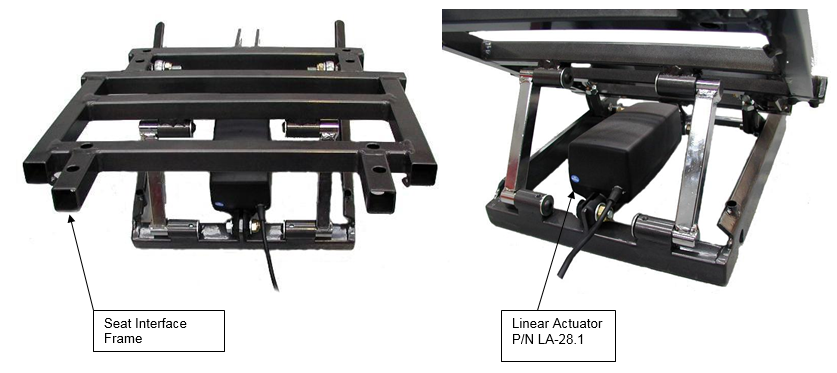 Seat Interface
Frame
Linear Actuator
P/N LA-28.1